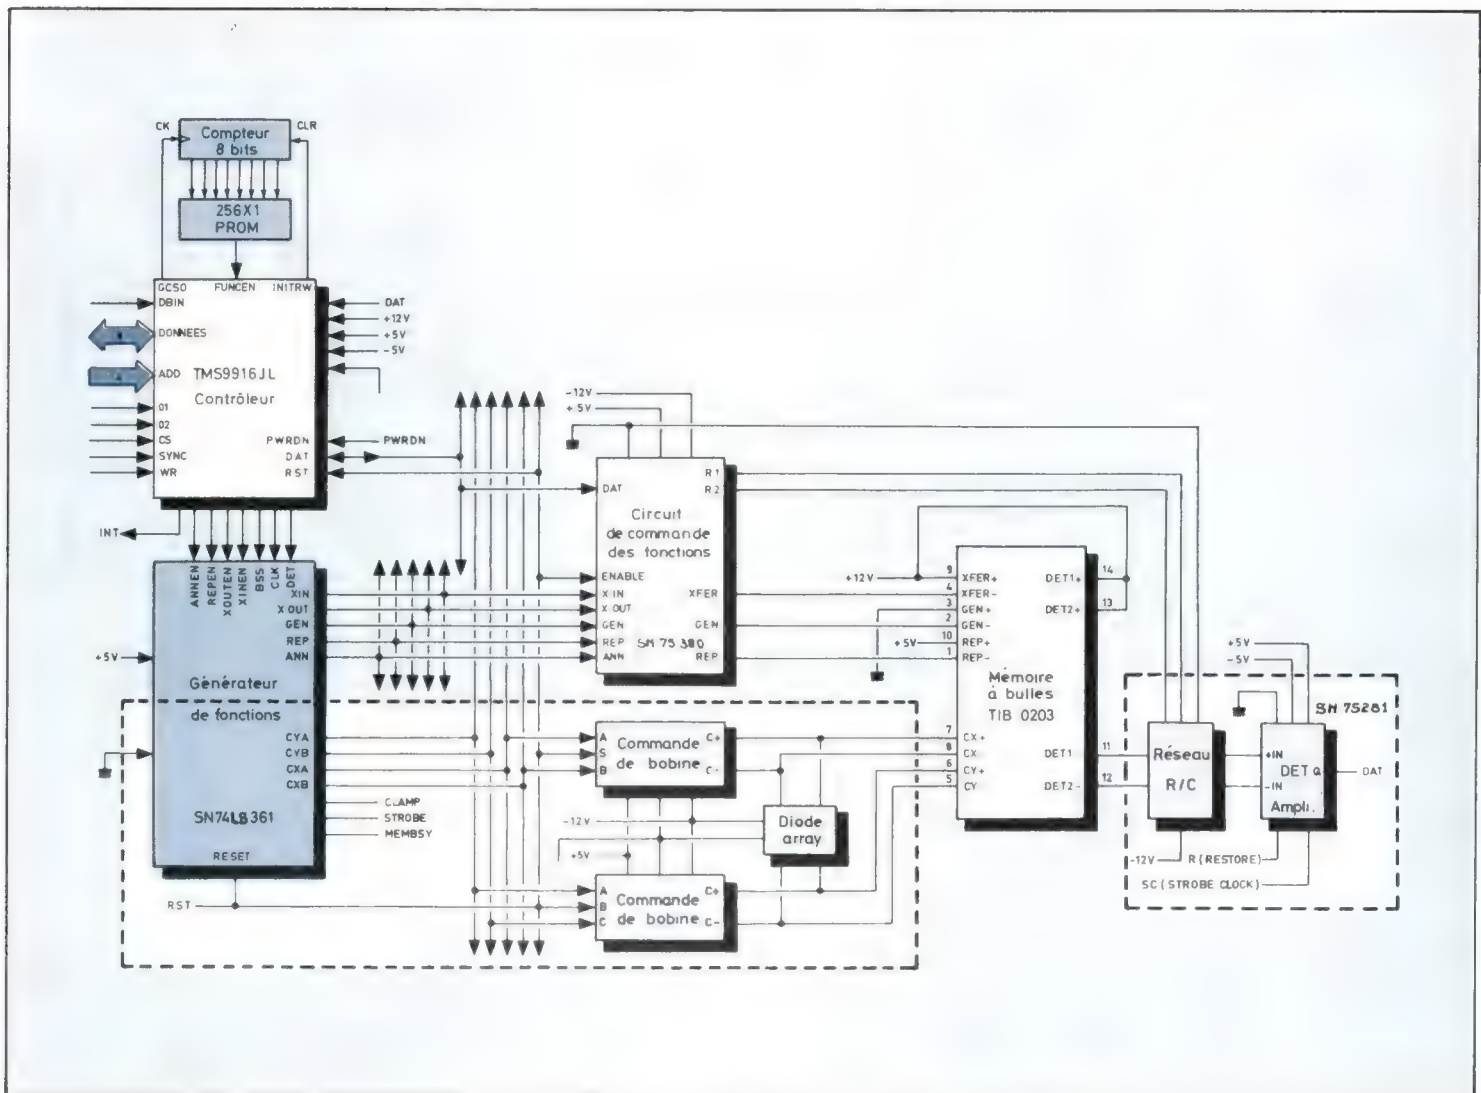 CK
Compteur
8 bits
CLR
256X1
PROM
GCSO FUNCEN INITRW
DBIN
DONNEES
ADD
TMS9916JL
Contrôleur
01
02
CS
SYNC
WR
PWRDN
DAT
RST
DAT
+12V
+5V
-5V
PWRDN
INT
ANNEN
REPEN
XOUTEN
XINEN
BSS
CLK
DET
XIN
XOUT
GEN
REP
ANN
+5V
Générateur
de fonctions
CYA
CYB
CXA
CXB
CLAMP
STROBE
MEMBSY
SN74LS361
RESET
RST
-12V
+5V
R1
R2
DAT
Circuit
de commande
des fonctions
ENABLE
XIN
XOUT
GEN
REP
ANN
XFER
GEN
REP
SN 75 380
A
S
B
Commande
de bobine
C+
C-
-12V
+5V
Diode
array
A
B
C
Commande
de bobine
C+
C-
+12V
+5V
9 XFER+
4 XFER-
3 GEN+
2 GEN-
10 REP+
1 REP-
DET1+ 14
DET2+ 13
Mémoire
à bulles
TIB 0203
7 CX+
8 CX-
6 CY+
5 CY
DET1 11
DET2- 12
+5V
-5V
SN 75281
Réseau
R/C
+IN
-IN
DET Q
Ampli.
DAT
-12V
R (RESTORE)
SC (STROBE CLOCK)